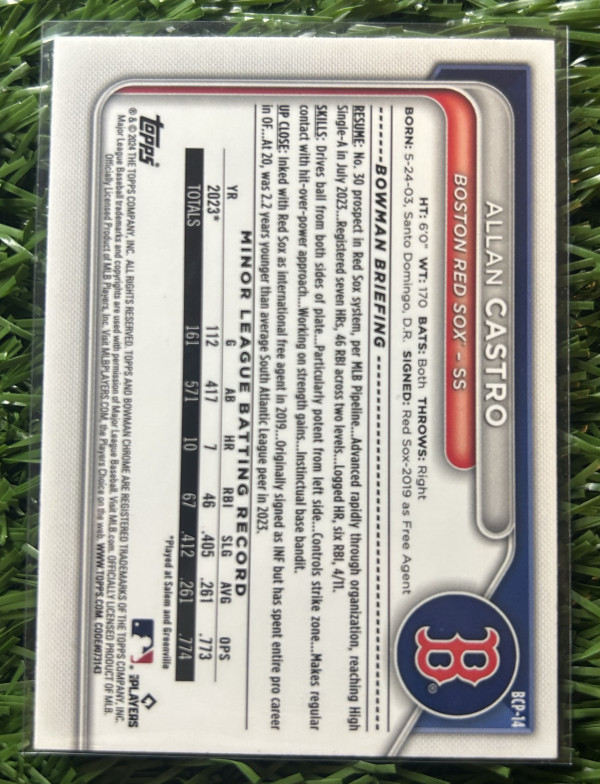 BCP-14
ALLAN CASTRO
BOSTON RED SOX™ - SS
B®
HT: 6'0" WT: 170 BATS: Both THROWS: Right
BORN: 5-24-03, Santo Domingo, D.R. SIGNED: Red Sox-2019 as Free Agent
BOWMAN BRIEFING
RESUME: No. 30 prospect in Red Sox system, per MLB Pipeline...Advanced rapidly through organization, reaching High
Single-A in July 2023...Registered seven HRs, 46 RBI across two levels...Logged HR, six RBI, 4/11.
SKILLS: Drives ball from both sides of plate...Particularly potent from left side...Controls strike zone....Makes regular
contact with hit-over-power approach...Working on strength gains...Instinctual base bandit.
UP CLOSE: Inked with Red Sox as international free agent in 2019...Originally signed as INF but has spent entire pro career
in OF...At 20, was 2.2 years younger than average South Atlantic League peer in 2023.
MINOR LEAGUE BATTING RECORD
YR G AB HR RBI SLG AVG OPS
2023* 112 417 7 46 .405 .261 .773
TOTALS 161 571 10 67 .412 .261 .774
*Played at Salem and Greenville
topps
PLAYERS
® & © 2024 THE TOPPS COMPANY, INC. ALL RIGHTS RESERVED. TOPPS AND BOWMAN CHROME ARE REGISTERED TRADEMARKS OF THE TOPPS COMPANY, INC.
Major League Baseball trademarks and copyrights are used with permission of Major League Baseball. Visit MLB.com. OFFICIALLY LICENSED PRODUCT OF MLB
Officially Licensed Product of MLB Players, Inc. Visit MLBPLAYERS.COM, the Players Choice on the web. WWW.TOPPS.COM CODE#073143